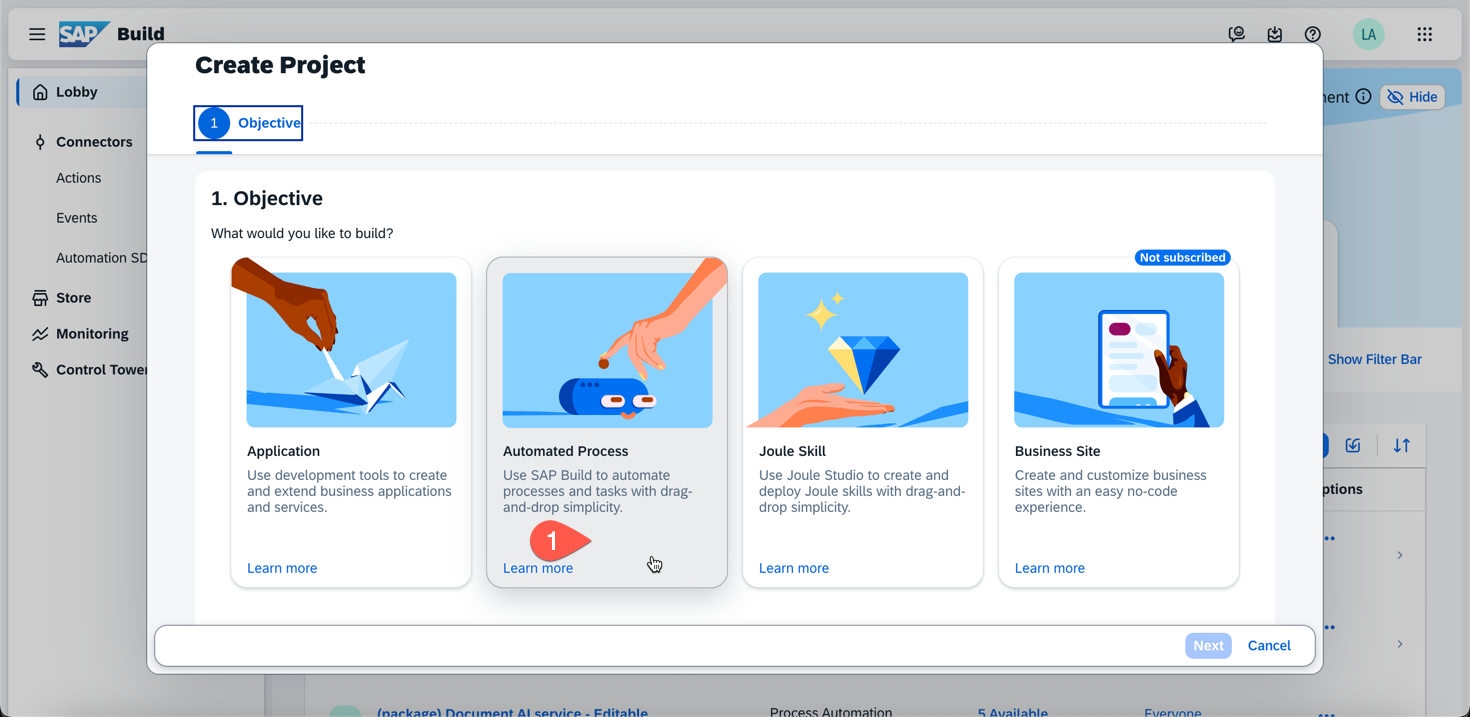 SAP Build
LA
Create Project
Lobby
Hide
1 Objective
Connectors
Actions
Events
Automation SD
Store
Monitoring
Control Tower
1. Objective
What would you like to build?
Not subscribed
Application
Use development tools to create
and extend business applications
and services.
Learn more
Automated Process
Use SAP Build to automate
processes and tasks with drag-
and-drop simplicity.
1
Learn more
Joule Skill
Use Joule Studio to create and
deploy Joule skills with drag-and-
drop simplicity.
Learn more
Business Site
Create and customize business
sites with an easy no-code
experience.
Learn more
Show Filter Bar
Next
Cancel
(package) Document AI service - Editable
Process Automation
5 Available
Everyone